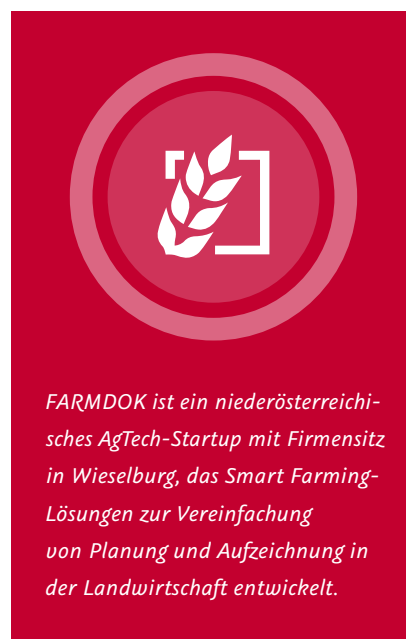 FARMDOK ist ein niederösterreichi-
sches AgTech-Startup mit Firmensitz
in Wieselburg, das Smart Farming-
Lösungen zur Vereinfachung
von Planung und Aufzeichnung in
der Landwirtschaft entwickelt.